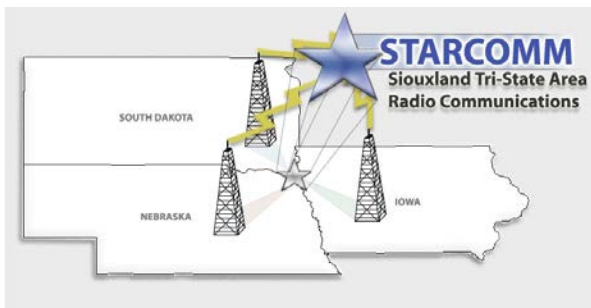 STARCOMM
Siouxland Tri-State Area
Radio Communications
SOUTH DAKOTA
NEBRASKA
IOWA